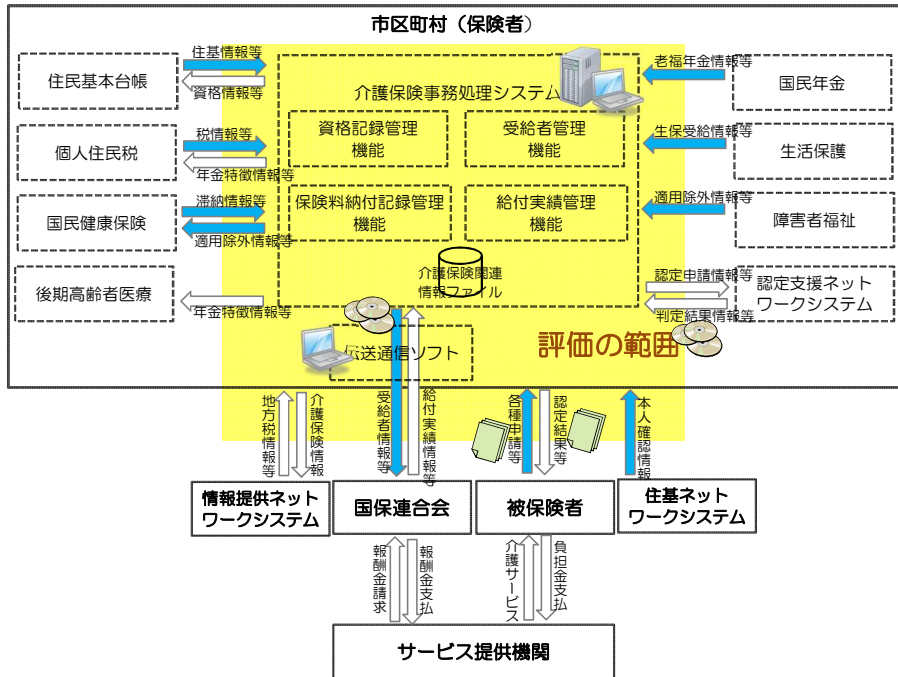 市区町村（保険者）
住民基本台帳
住基情報等
資格情報等
個人住民税
税情報等
年金特徴情報等
国民健康保険
滞納情報等
適用除外情報等
後期高齢者医療
年金特徴情報等
介護保険事務処理システム
資格記録管理
機能
受給者管理
機能
保険料納付記録管理
機能
給付実績管理
機能
介護保険関連
情報ファイル
伝送通信ソフト
評価の範囲
老福年金情報等
国民年金
生保受給情報等
生活保護
適用除外情報等
障害者福祉
認定申請情報等
判定結果情報等
認定支援ネット
ワークシステム
地方税情報等
介護保険情報
受給者情報等
給付実績情報等
各種申請等
認定結果等
本人確認情報
情報提供ネット
ワークシステム
国保連合会
被保険者
住基ネット
ワークシステム
報酬金請求
報酬金支払
介護サービス
負担金支払
サービス提供機関